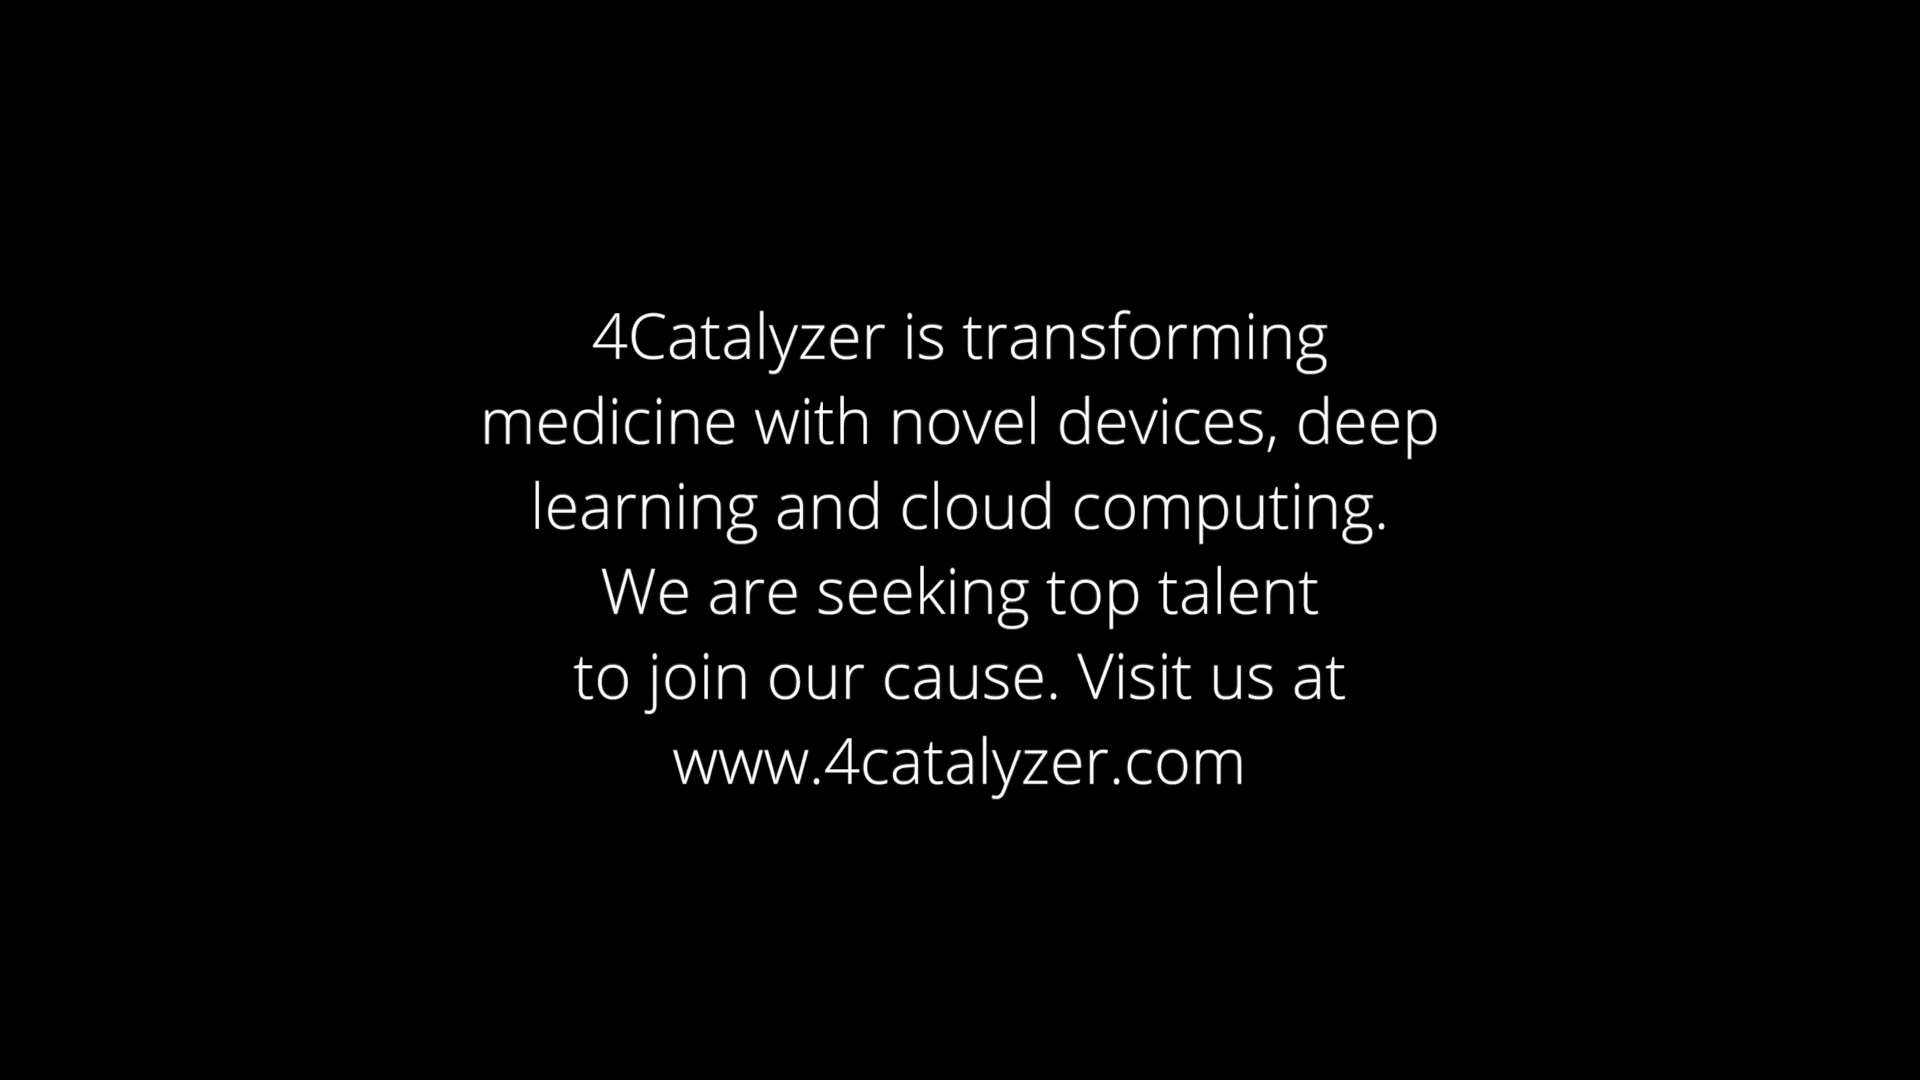 4Catalyzer is transforming
medicine with novel devices, deep
learning and cloud computing.
We are seeking top talent
to join our cause. Visit us at
www.4catalyzer.com